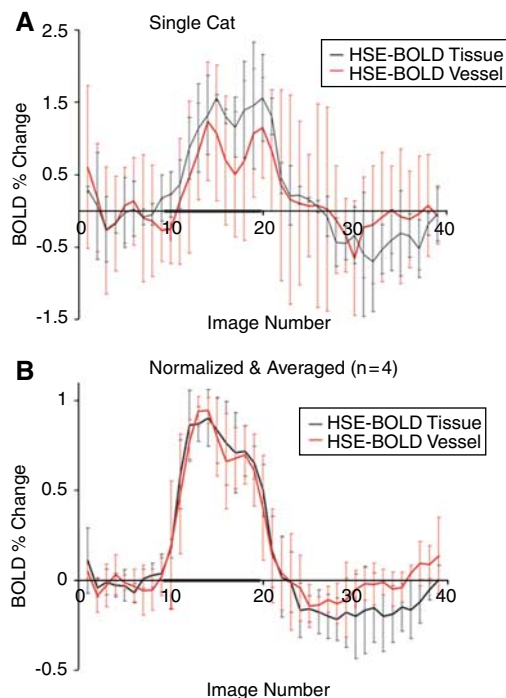 A
Single Cat
2.5
HSE-BOLD Tissue
HSE-BOLD Vessel
1.5
0.5
-0.5
-1.5
BOLD % Change
0 10 20 30 40
Image Number
B
Normalized & Averaged (n=4)
1
HSE-BOLD Tissue
HSE-BOLD Vessel
0.5
0
-0.5
BOLD % Change
0 10 20 30 40
Image Number